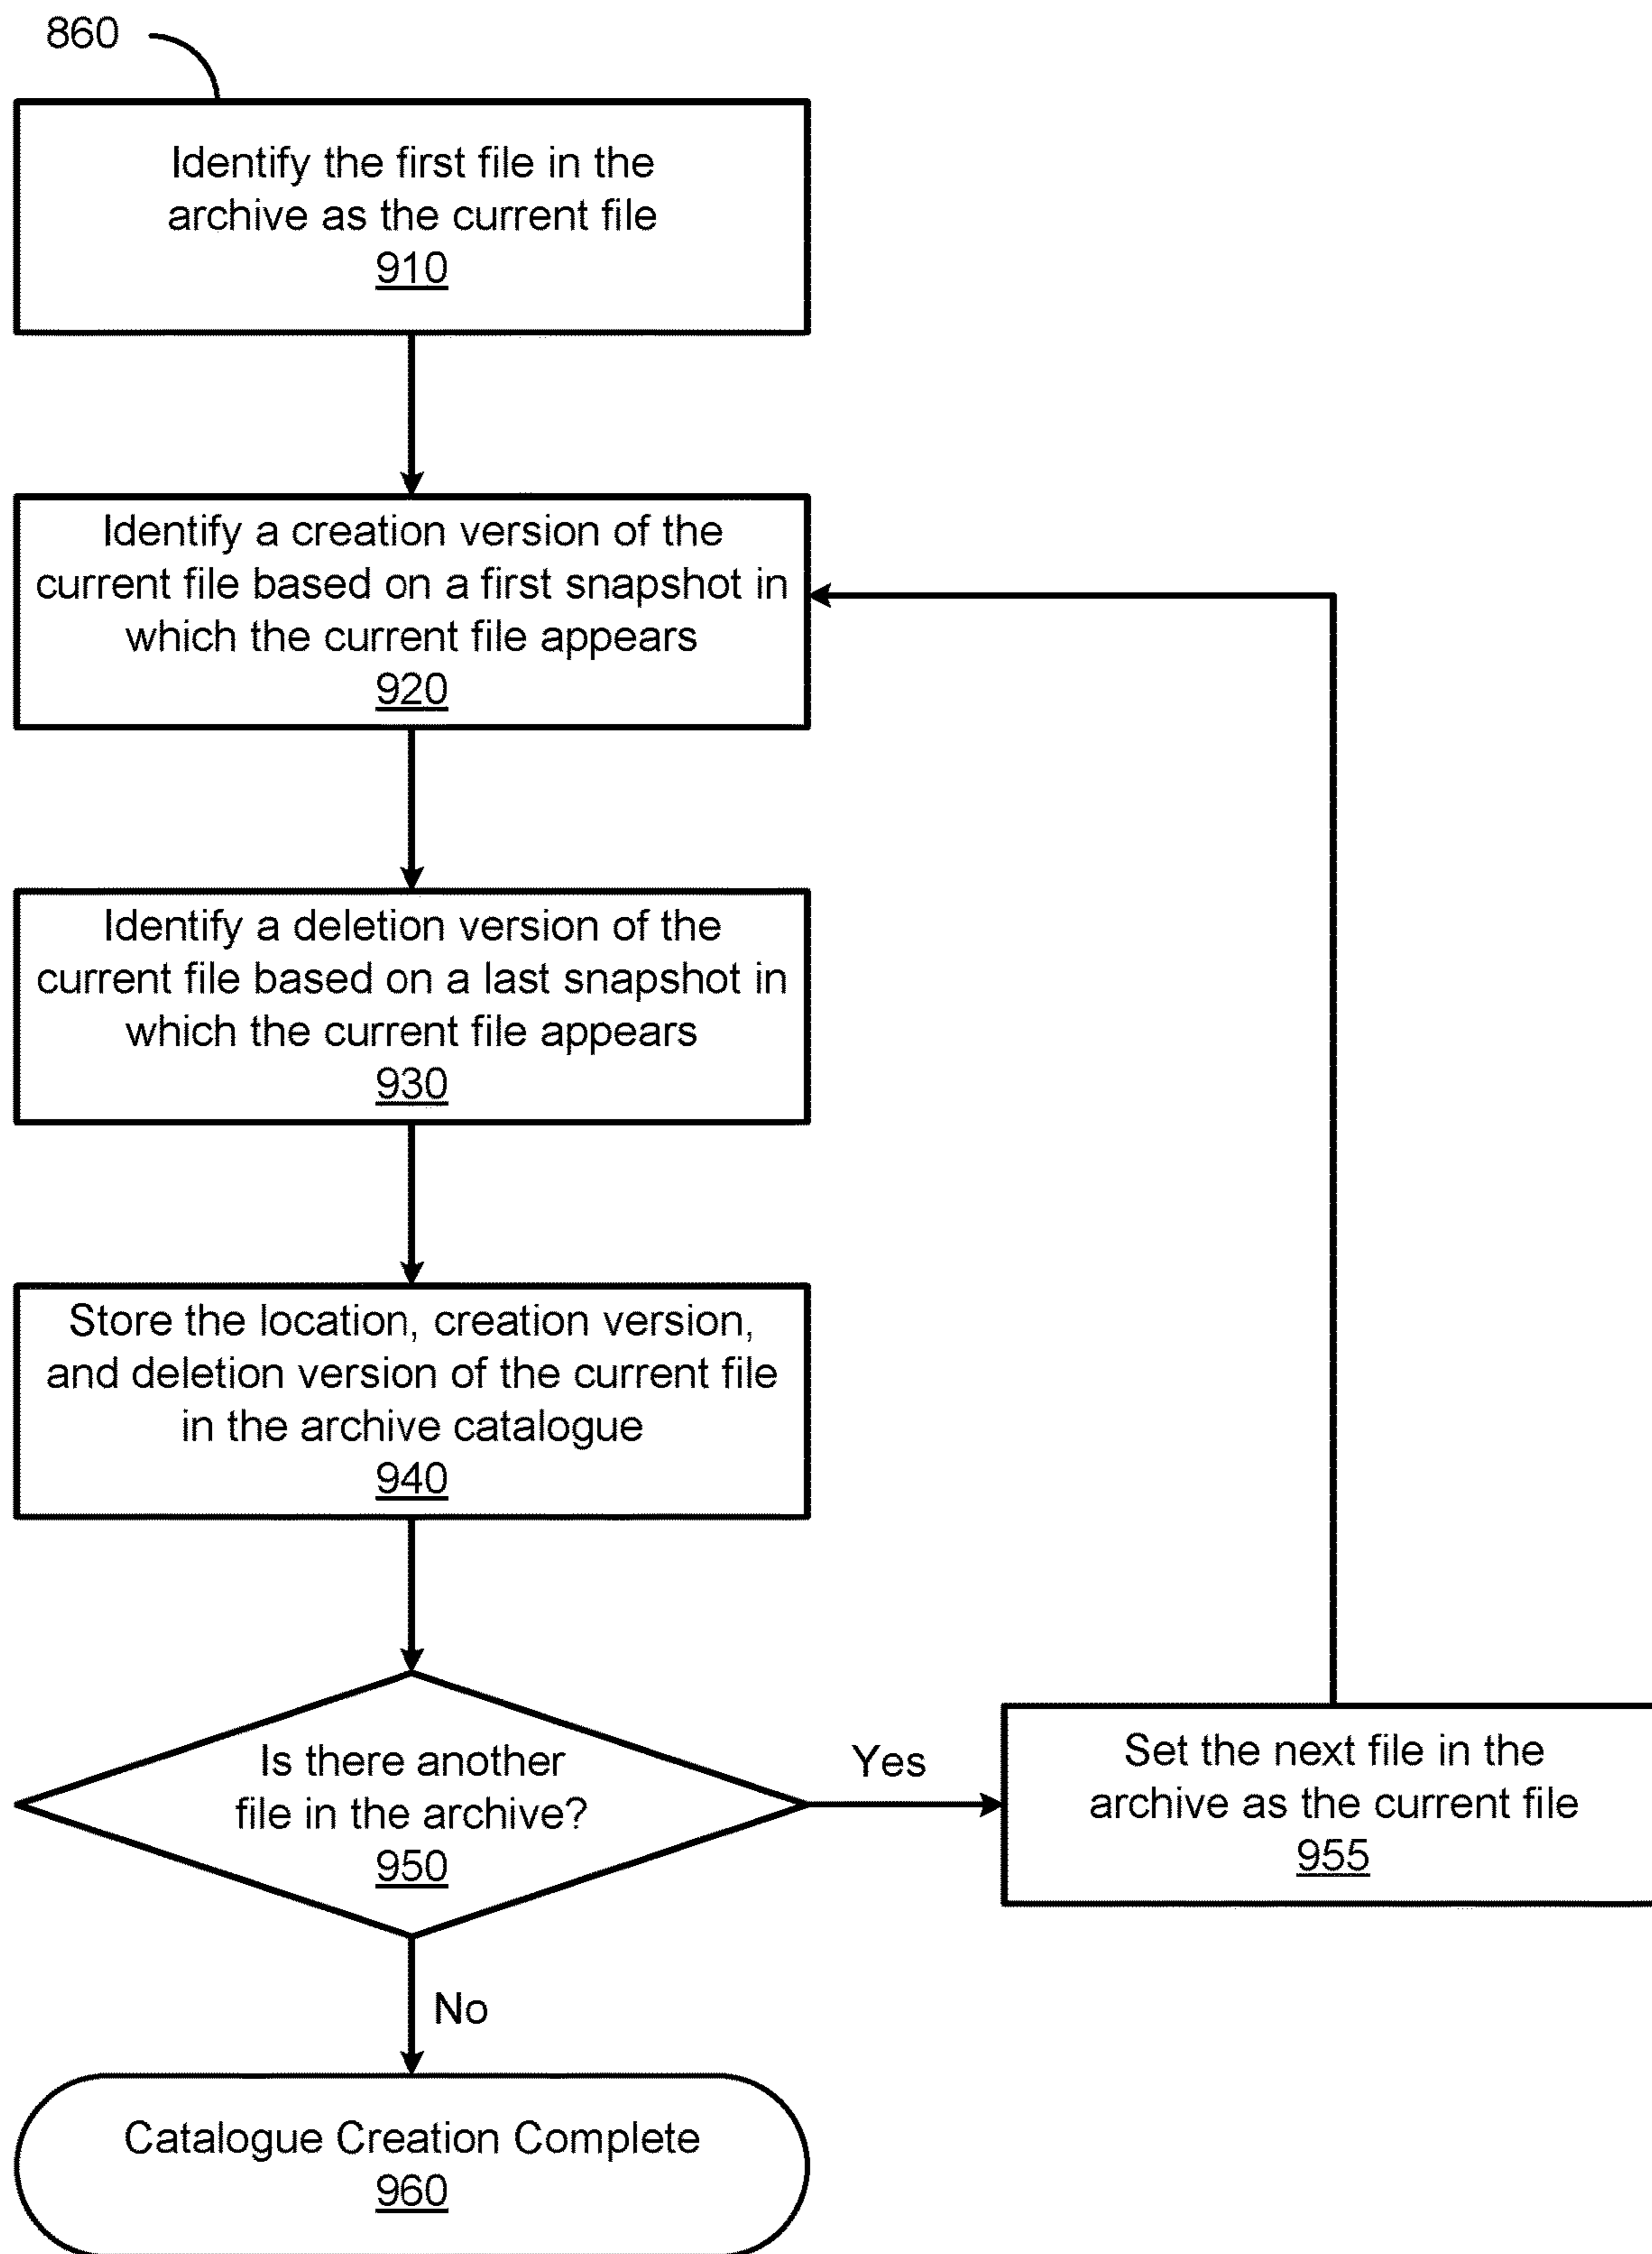 860
Identify the first file in the
archive as the current file
910
Identify a creation version of the
current file based on a first snapshot in
which the current file appears
920
Identify a deletion version of the
current file based on a last snapshot in
which the current file appears
930
Store the location, creation version,
and deletion version of the current file
in the archive catalogue
940
Is there another
file in the archive?
950
Yes
Set the next file in the
archive as the current file
955
No
Catalogue Creation Complete
960